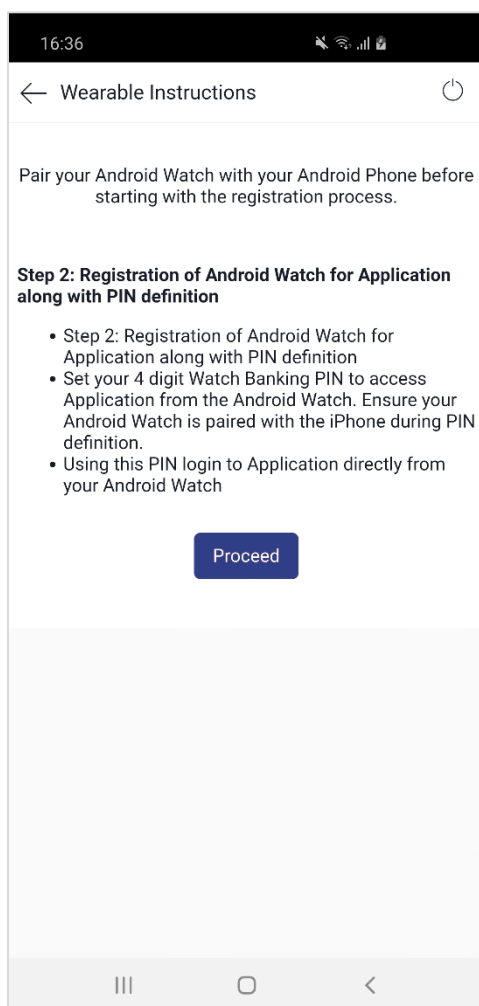 16:36
Wearable Instructions
Pair your Android Watch with your Android Phone before
starting with the registration process.
Step 2: Registration of Android Watch for Application
along with PIN definition
• Step 2: Registration of Android Watch for
Application along with PIN definition
• Set your 4 digit Watch Banking PIN to access
Application from the Android Watch. Ensure your
Android Watch is paired with the iPhone during PIN
definition.
• Using this PIN login to Application directly from
your Android Watch
Proceed